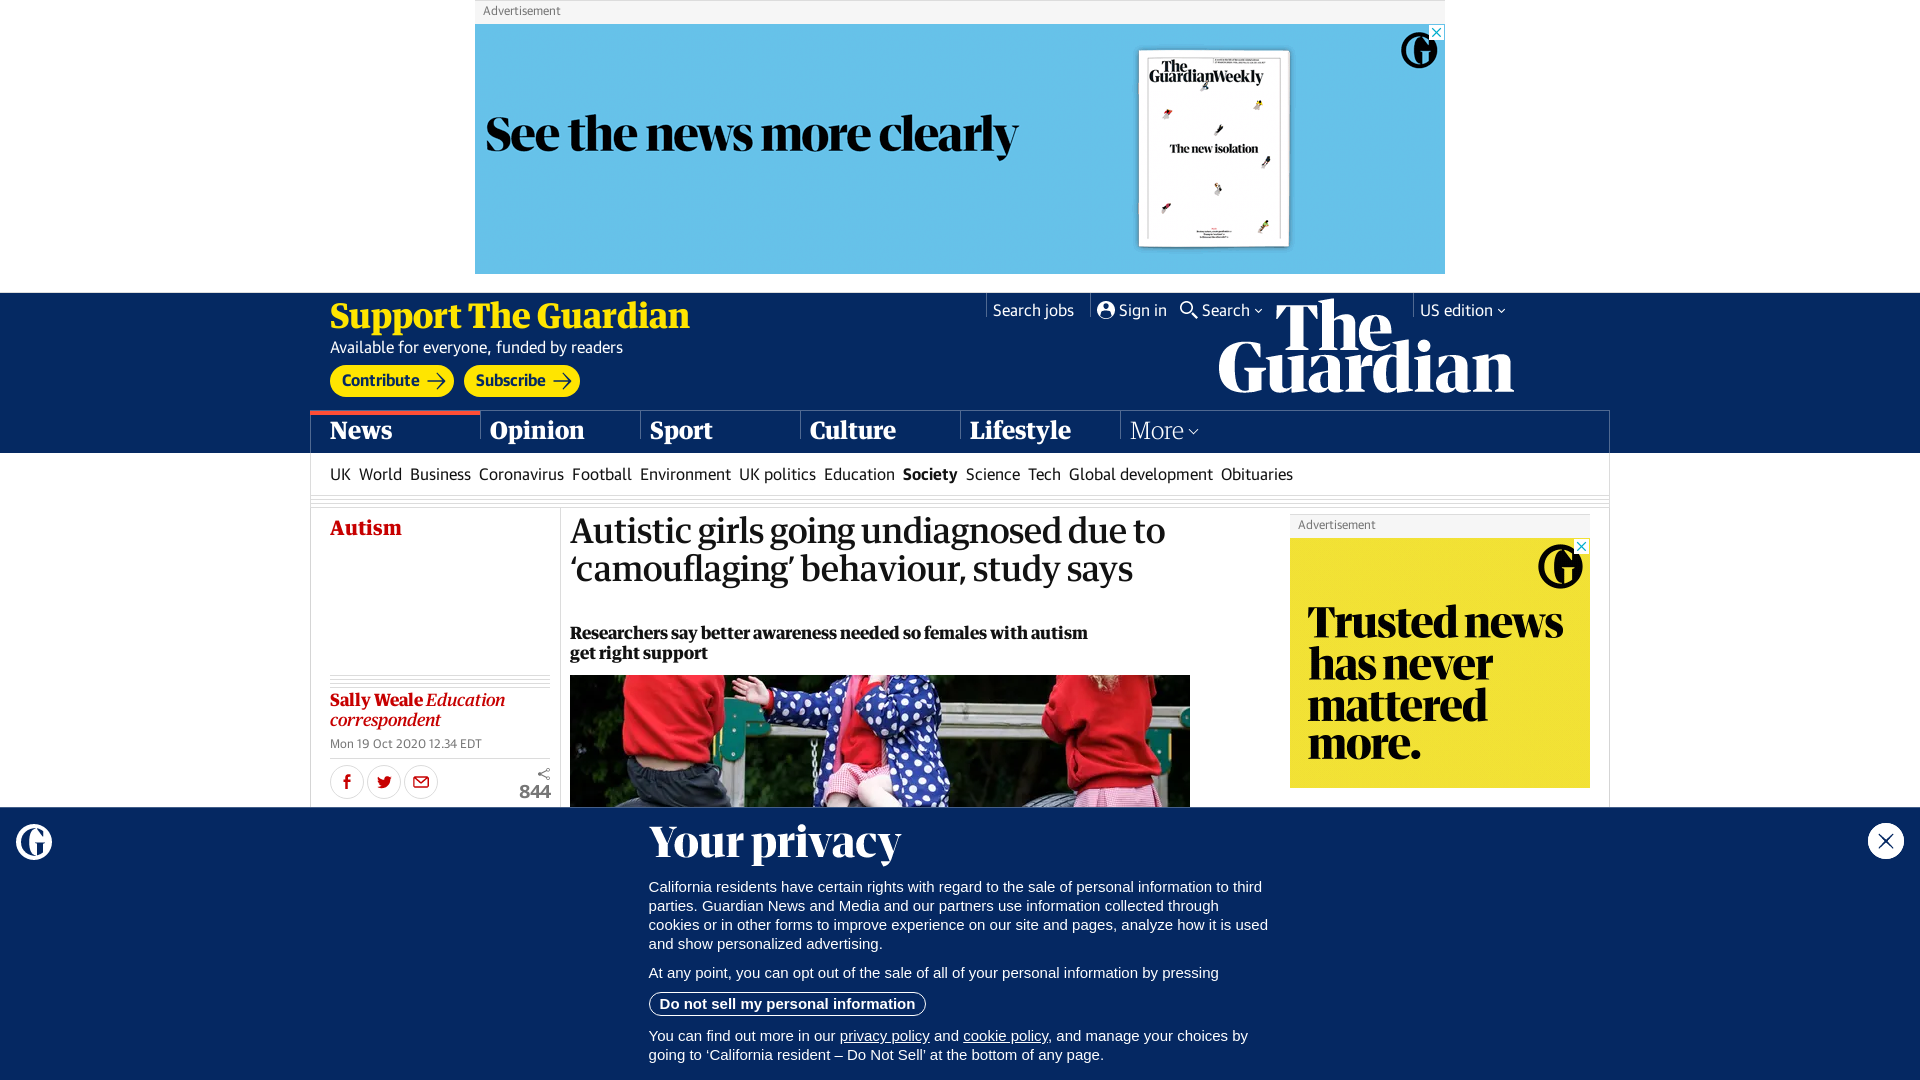 Advertisement
See the news more clearly
The
GuardianWeekly
The new isolation
Support The Guardian
Available for everyone, funded by readers
Contribute
Subscribe
Search jobs
Sign in
Search
US edition
The
Guardian
News
Opinion
Sport
Culture
Lifestyle
More
UK World Business Coronavirus Football Environment UK politics Education Society Science Tech Global development Obituaries
Autism
Autistic girls going undiagnosed due to
‘camouflaging’ behaviour, study says
Researchers say better awareness needed so females with autism
get right support
Sally Weale Education
correspondent
Mon 19 Oct 2020 12.34 EDT
844
Advertisement
Trusted news
has never
mattered
more.
Your privacy
California residents have certain rights with regard to the sale of personal information to third
parties. Guardian News and Media and our partners use information collected through
cookies or in other forms to improve experience on our site and pages, analyze how it is used
and show personalized advertising.
At any point, you can opt out of the sale of all of your personal information by pressing
Do not sell my personal information
You can find out more in our privacy policy and cookie policy, and manage your choices by
going to ‘California resident – Do Not Sell’ at the bottom of any page.